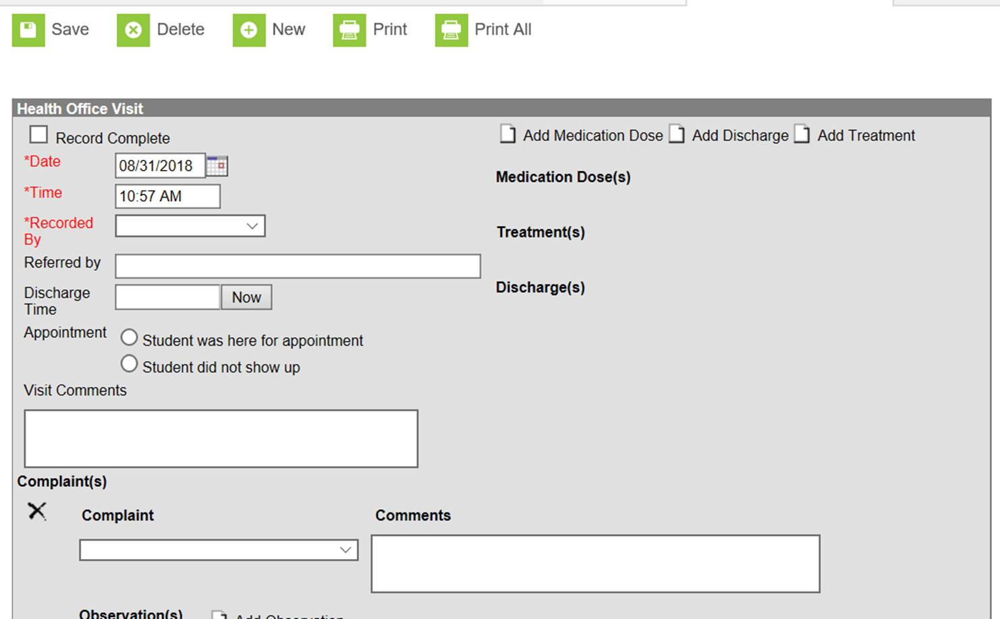 Save Delete New Print Print All
Health Office Visit
Record Complete
Add Medication Dose Add Discharge Add Treatment
*Date 08/31/2018
Medication Dose(s)
*Time 10:57 AM
*Recorded
By
Treatment(s)
Referred by
Discharge
Time
Now
Discharge(s)
Appointment Student was here for appointment
Student did not show up
Visit Comments
Complaint(s)
Complaint Comments
Observation(s) Add Observation